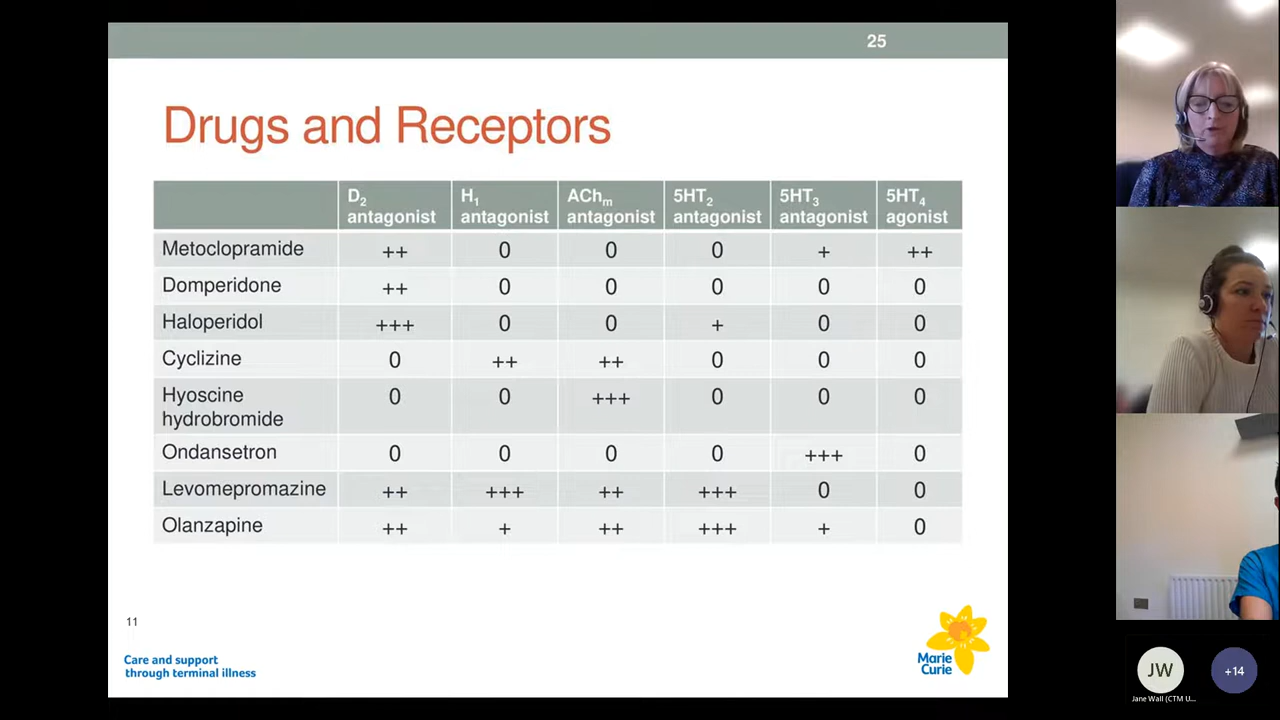 25
Drugs and Receptors
D₂ antagonist H₁ antagonist AChₘ antagonist 5HT₂ antagonist 5HT₃ antagonist 5HT₄ agonist
Metoclopramide ++ 0 0 0 + ++
Domperidone ++ 0 0 0 0 0
Haloperidol +++ 0 0 + 0 0
Cyclizine 0 ++ ++ 0 0 0
Hyoscine hydrobromide 0 0 +++ 0 0 0
Ondansetron 0 0 0 0 +++ 0
Levomepromazine ++ +++ ++ +++ 0 0
Olanzapine ++ + ++ +++ + 0
11
Care and support
through terminal illness
Marie
Curie
JW
+14
Jane Wall (CTM U...